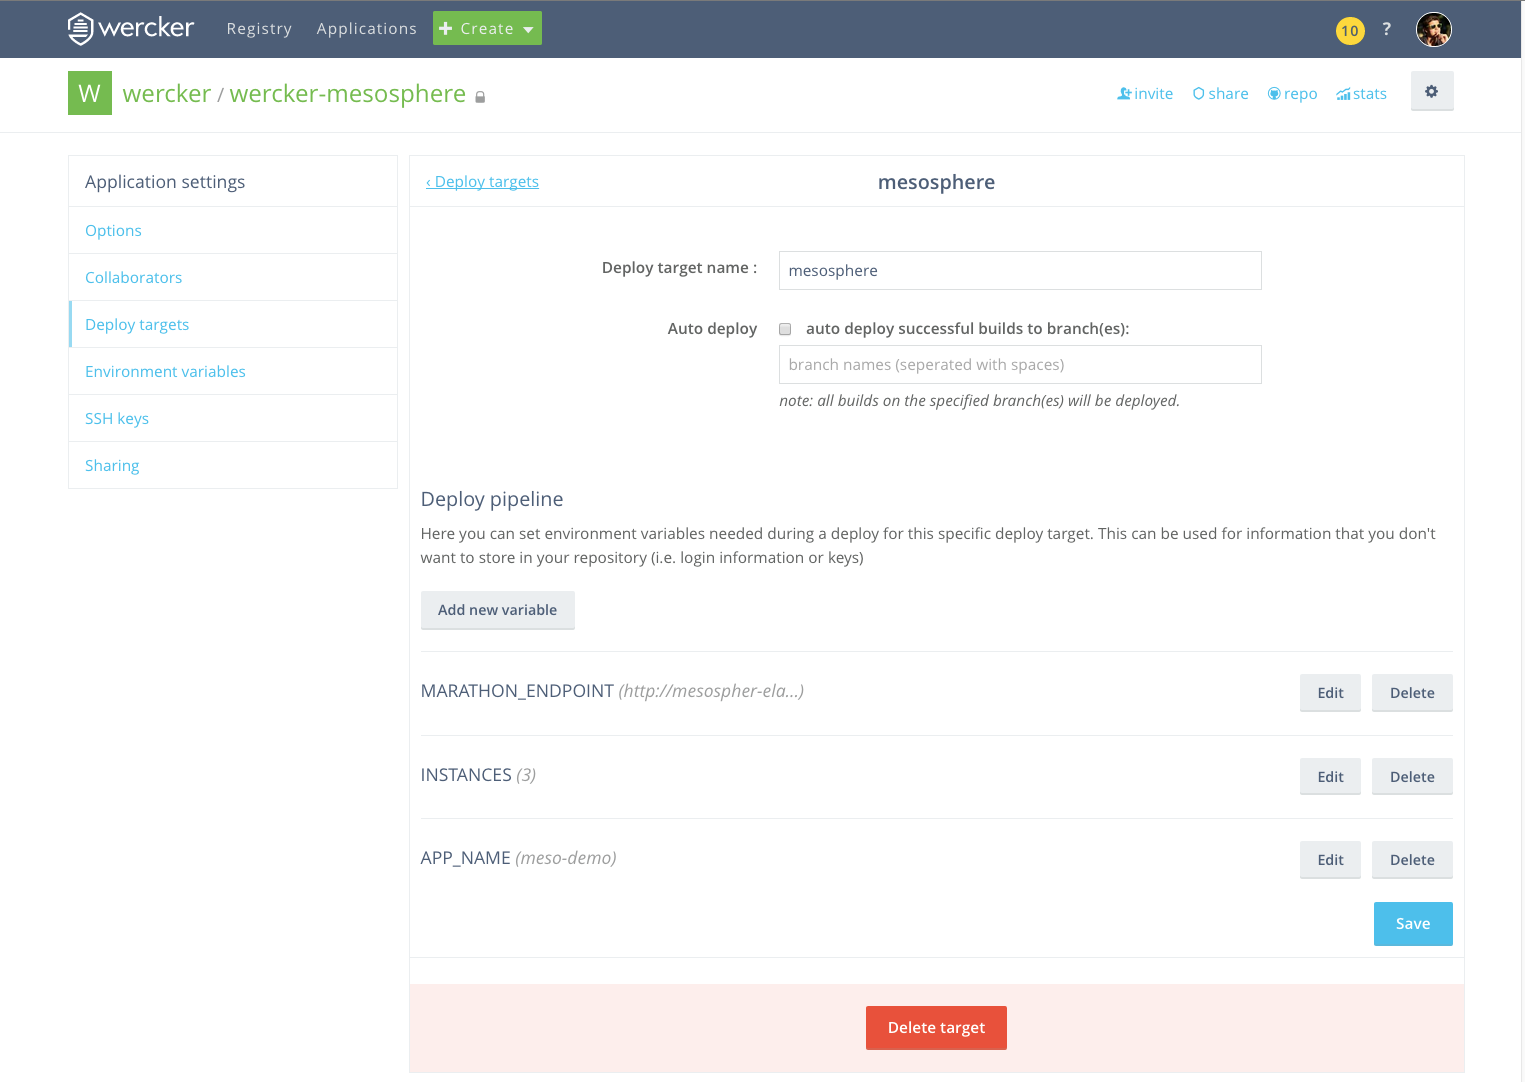 wercker Registry Applications + Create 10 ?
W wercker / wercker-mesosphere invite share repo stats
Application settings
Options
Collaborators
Deploy targets
Environment variables
SSH keys
Sharing
‹ Deploy targets mesosphere
Deploy target name : mesosphere
Auto deploy auto deploy successful builds to branch(es):
branch names (seperated with spaces)
note: all builds on the specified branch(es) will be deployed.
Deploy pipeline
Here you can set environment variables needed during a deploy for this specific deploy target. This can be used for information that you don't
want to store in your repository (i.e. login information or keys)
Add new variable
MARATHON_ENDPOINT (http://mesospher-ela...) Edit Delete
INSTANCES (3) Edit Delete
APP_NAME (meso-demo) Edit Delete
Save
Delete target